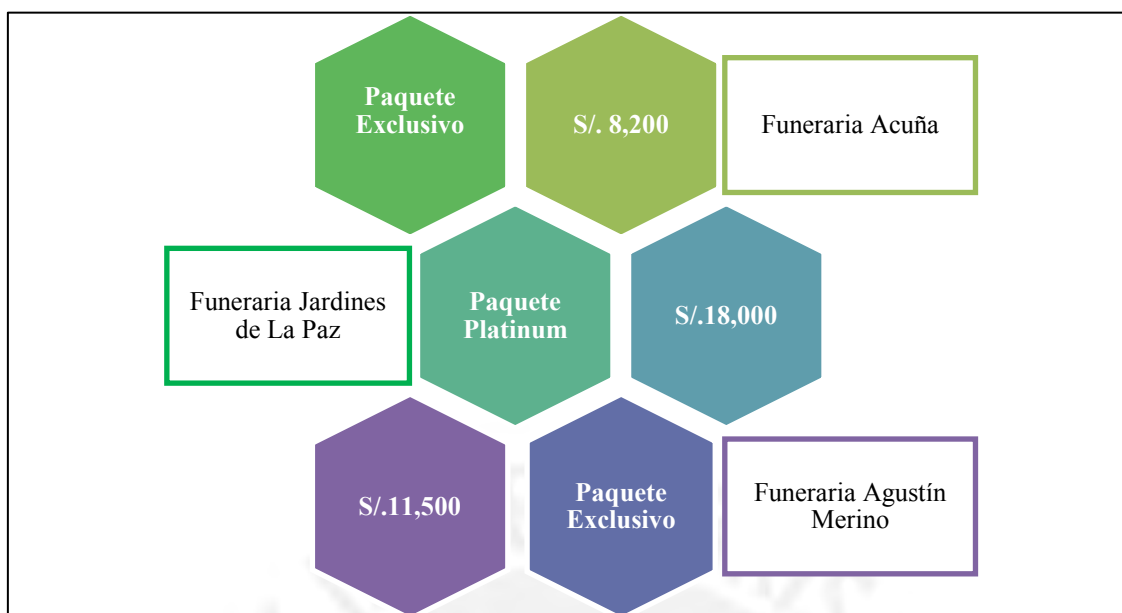 Paquete
Exclusivo
S/. 8,200
Funeraria Acuña
Funeraria Jardines
de La Paz
Paquete
Platinum
S/.18,000
S/.11,500
Paquete
Exclusivo
Funeraria Agustín
Merino